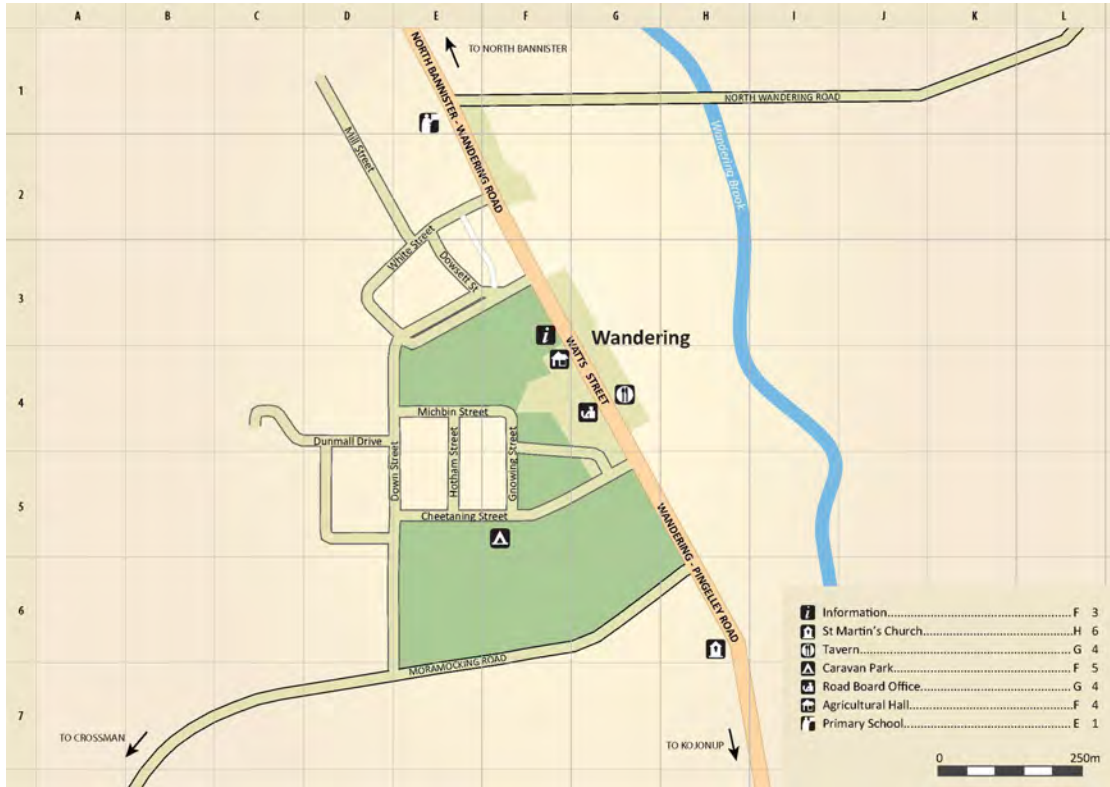 A B C D E F G H I J K L
1
2
3
4
5
6
7
TO NORTH BANNISTER
NORTH BANNISTER - WANDERING ROAD
NORTH WANDERING ROAD
Mill Street
Wandering Brook
White Street
Dowsett St
Wandering
WATTS STREET
Michbin Street
Dunmall Drive
Down Street
Hotham Street
Gnowing Street
Cheetaning Street
WANDERING - PINGELLEY ROAD
MORAMOCKING ROAD
TO CROSSMAN
TO KOJONUP
i Information F 3
St Martin's Church H 6
Tavern G 4
Caravan Park F 5
Road Board Office G 4
Agricultural Hall F 4
Primary School E 1
0 250m